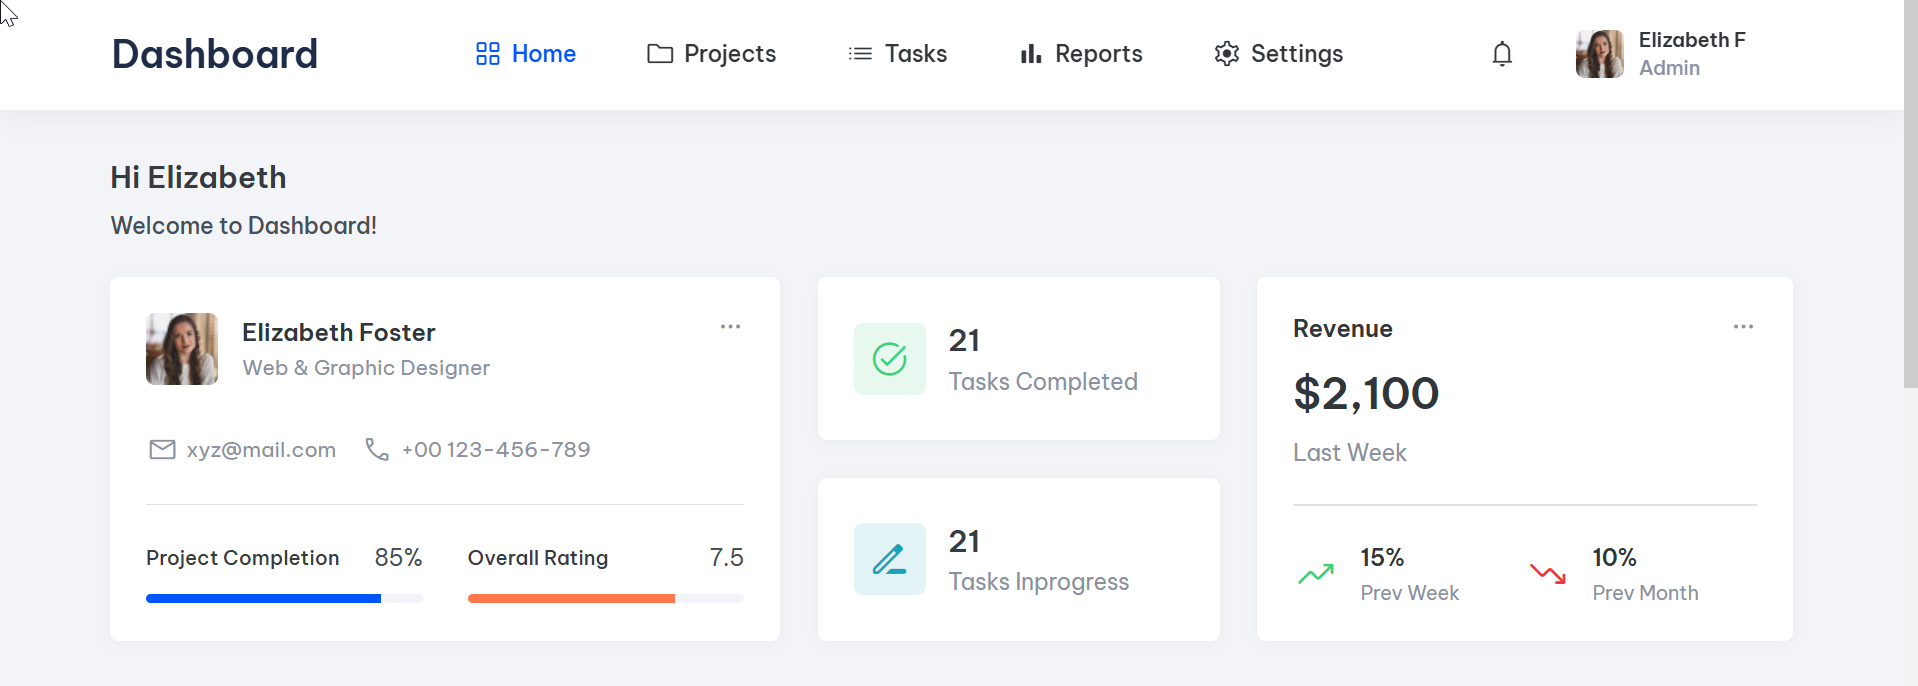 Dashboard
Home
Projects
Tasks
Reports
Settings
Elizabeth F
Admin
Hi Elizabeth
Welcome to Dashboard!
Elizabeth Foster
Web & Graphic Designer
xyz@mail.com
+00 123-456-789
Project Completion 85%
Overall Rating 7.5
21
Tasks Completed
21
Tasks Inprogress
Revenue
$2,100
Last Week
15%
Prev Week
10%
Prev Month